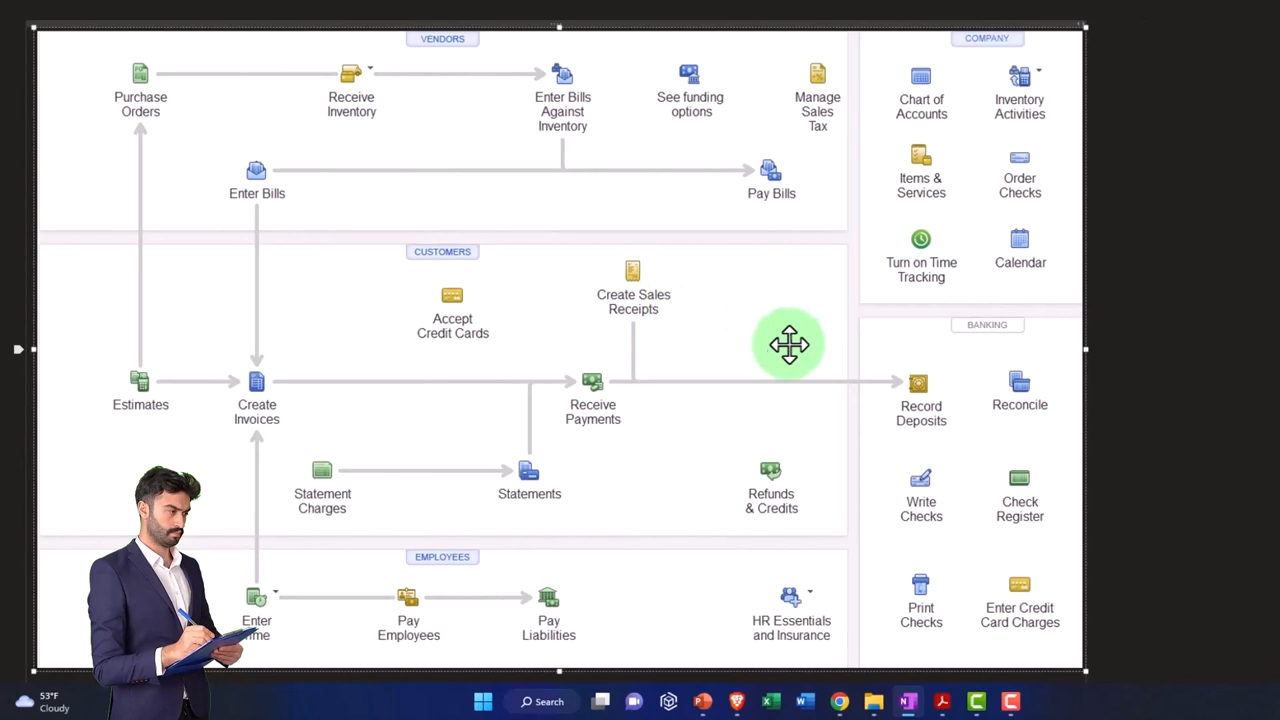 VENDORS
Purchase
Orders
Receive
Inventory
Enter Bills
Against
Inventory
See funding
options
Manage
Sales
Tax
Enter Bills
Pay Bills
CUSTOMERS
Create Sales
Receipts
Accept
Credit Cards
Estimates
Create
Invoices
Receive
Payments
Statement
Charges
Statements
Refunds
& Credits
EMPLOYEES
Enter
Pay
Employees
Pay
Liabilities
HR Essentials
and Insurance
COMPANY
Chart of
Accounts
Inventory
Activities
Items &
Services
Order
Checks
Turn on Time
Tracking
Calendar
BANKING
Record
Deposits
Reconcile
Write
Checks
Check
Register
Print
Checks
Enter Credit
Card Charges
53°F
Cloudy
Search